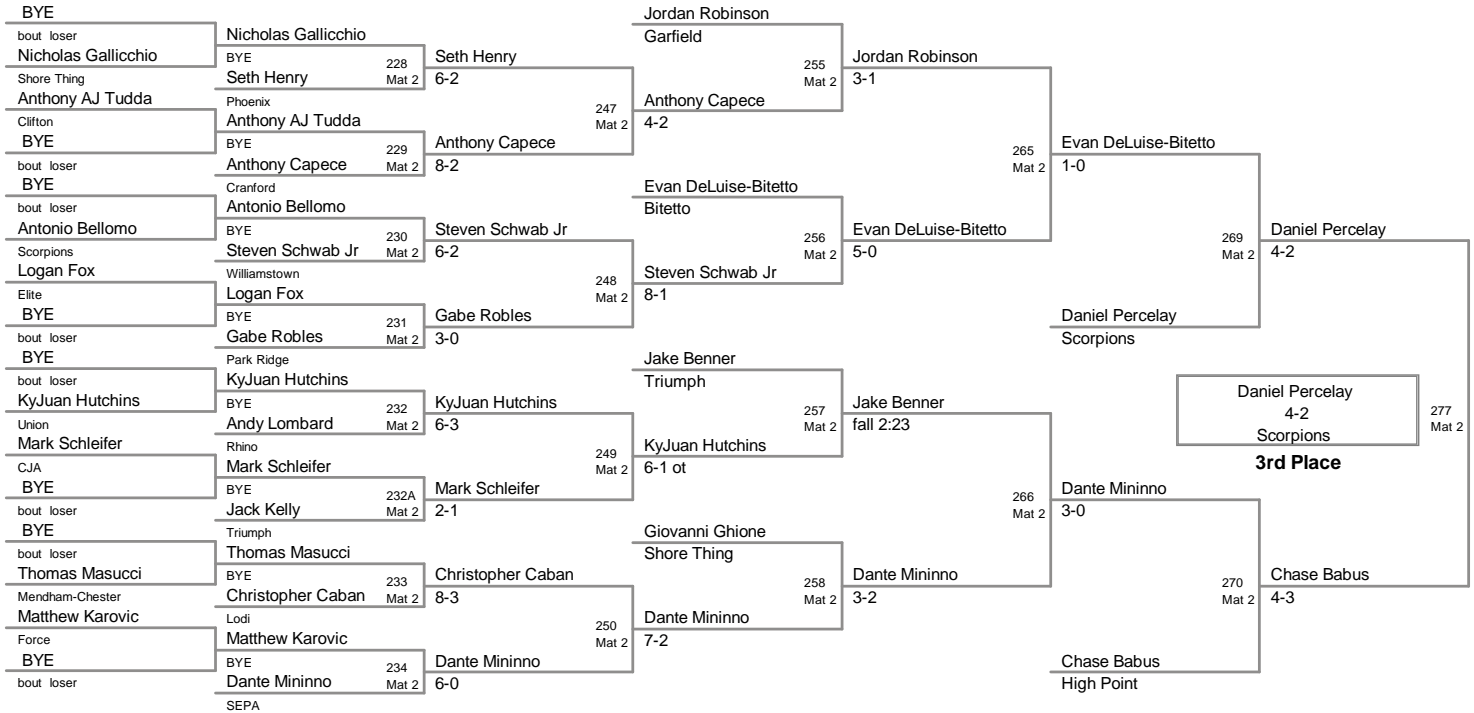 BYE
bout loser
Nicholas Gallicchio
Shore Thing
Anthony AJ Tudda
Clifton
BYE
bout loser
BYE
bout loser
Antonio Bellomo
Scorpions
Logan Fox
Elite
BYE
bout loser
BYE
bout loser
KyJuan Hutchins
Union
Mark Schleifer
CJA
BYE
bout loser
BYE
bout loser
Thomas Masucci
Mendham-Chester
Matthew Karovic
Force
BYE
bout loser
Nicholas Gallicchio
BYE
228
Seth Henry
Mat 2
Phoenix
Anthony AJ Tudda
BYE
229
Anthony Capece
Mat 2
Cranford
Antonio Bellomo
BYE
230
Steven Schwab Jr
Mat 2
Williamstown
Logan Fox
BYE
231
Gabe Robles
Mat 2
Park Ridge
KyJuan Hutchins
BYE
232
Andy Lombard
Mat 2
Rhino
Mark Schleifer
BYE
232A
Jack Kelly
Mat 2
Triumph
Thomas Masucci
BYE
233
Christopher Caban
Mat 2
Lodi
Matthew Karovic
BYE
234
Dante Mininno
Mat 2
SEPA
Seth Henry
6-2
247
Mat 2
Anthony Capece
8-2
Steven Schwab Jr
6-2
248
Mat 2
Gabe Robles
3-0
KyJuan Hutchins
6-3
249
Mat 2
Mark Schleifer
2-1
Christopher Caban
8-3
250
Mat 2
Dante Mininno
6-0
Jordan Robinson
Garfield
255
Mat 2
Anthony Capece
4-2
Evan DeLuise-Bitetto
Bitetto
256
Mat 2
Steven Schwab Jr
8-1
Jake Benner
Triumph
257
Mat 2
KyJuan Hutchins
6-1 ot
Giovanni Ghione
Shore Thing
258
Mat 2
Dante Mininno
7-2
Jordan Robinson
3-1
265
Mat 2
Evan DeLuise-Bitetto
5-0
Jake Benner
fall 2:23
266
Mat 2
Dante Mininno
3-2
Evan DeLuise-Bitetto
1-0
269
Mat 2
Daniel Percelay
Scorpions
Dante Mininno
3-0
270
Mat 2
Chase Babus
High Point
Daniel Percelay
4-2
Daniel Percelay
4-2
Scorpions
3rd Place
277
Mat 2
Chase Babus
4-3